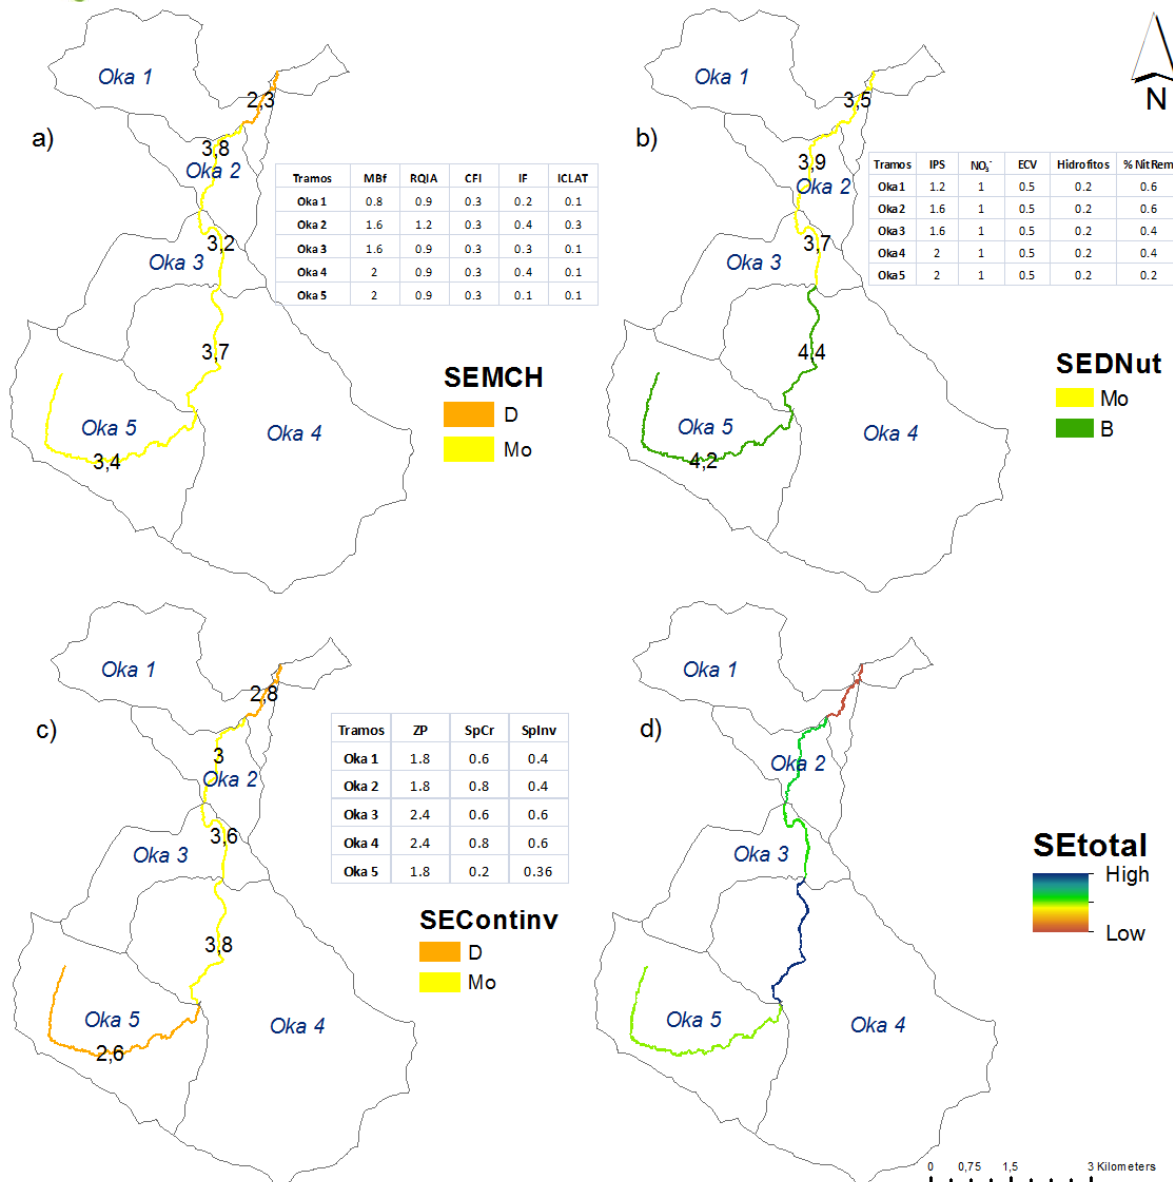 a)
Oka 1
2,3
3,8
Oka 2
3,2
Oka 3
3,7
Oka 5
3,4
Oka 4
Tramos MBf RQIA CFI IF ICLAT
Oka 1 0.8 0.9 0.3 0.2 0.1
Oka 2 1.6 1.2 0.3 0.4 0.3
Oka 3 1.6 0.9 0.3 0.3 0.1
Oka 4 2 0.9 0.3 0.4 0.1
Oka 5 2 0.9 0.3 0.1 0.1
SEMCH
D
Mo
b)
Oka 1
3,5
3,9
Oka 2
3,7
Oka 3
4,4
Oka 5
4,2
Oka 4
N
Tramos IPS NO₃⁻ ECV Hidrofitos % NitRem
Oka1 1.2 1 0.5 0.2 0.6
Oka2 1.6 1 0.5 0.2 0.6
Oka3 1.6 1 0.5 0.2 0.4
Oka4 2 1 0.5 0.2 0.4
Oka5 2 1 0.5 0.2 0.2
SEDNut
Mo
B
c)
Oka 1
2,8
3
Oka 2
3,6
Oka 3
3,8
Oka 5
2,6
Oka 4
Tramos ZP SpCr SpInv
Oka 1 1.8 0.6 0.4
Oka 2 1.8 0.8 0.4
Oka 3 2.4 0.6 0.6
Oka 4 2.4 0.8 0.6
Oka 5 1.8 0.2 0.36
SEContinv
D
Mo
d)
Oka 1
Oka 2
Oka 3
Oka 5
Oka 4
SEtotal
High
Low
0 0,75 1,5 3 Kilometers